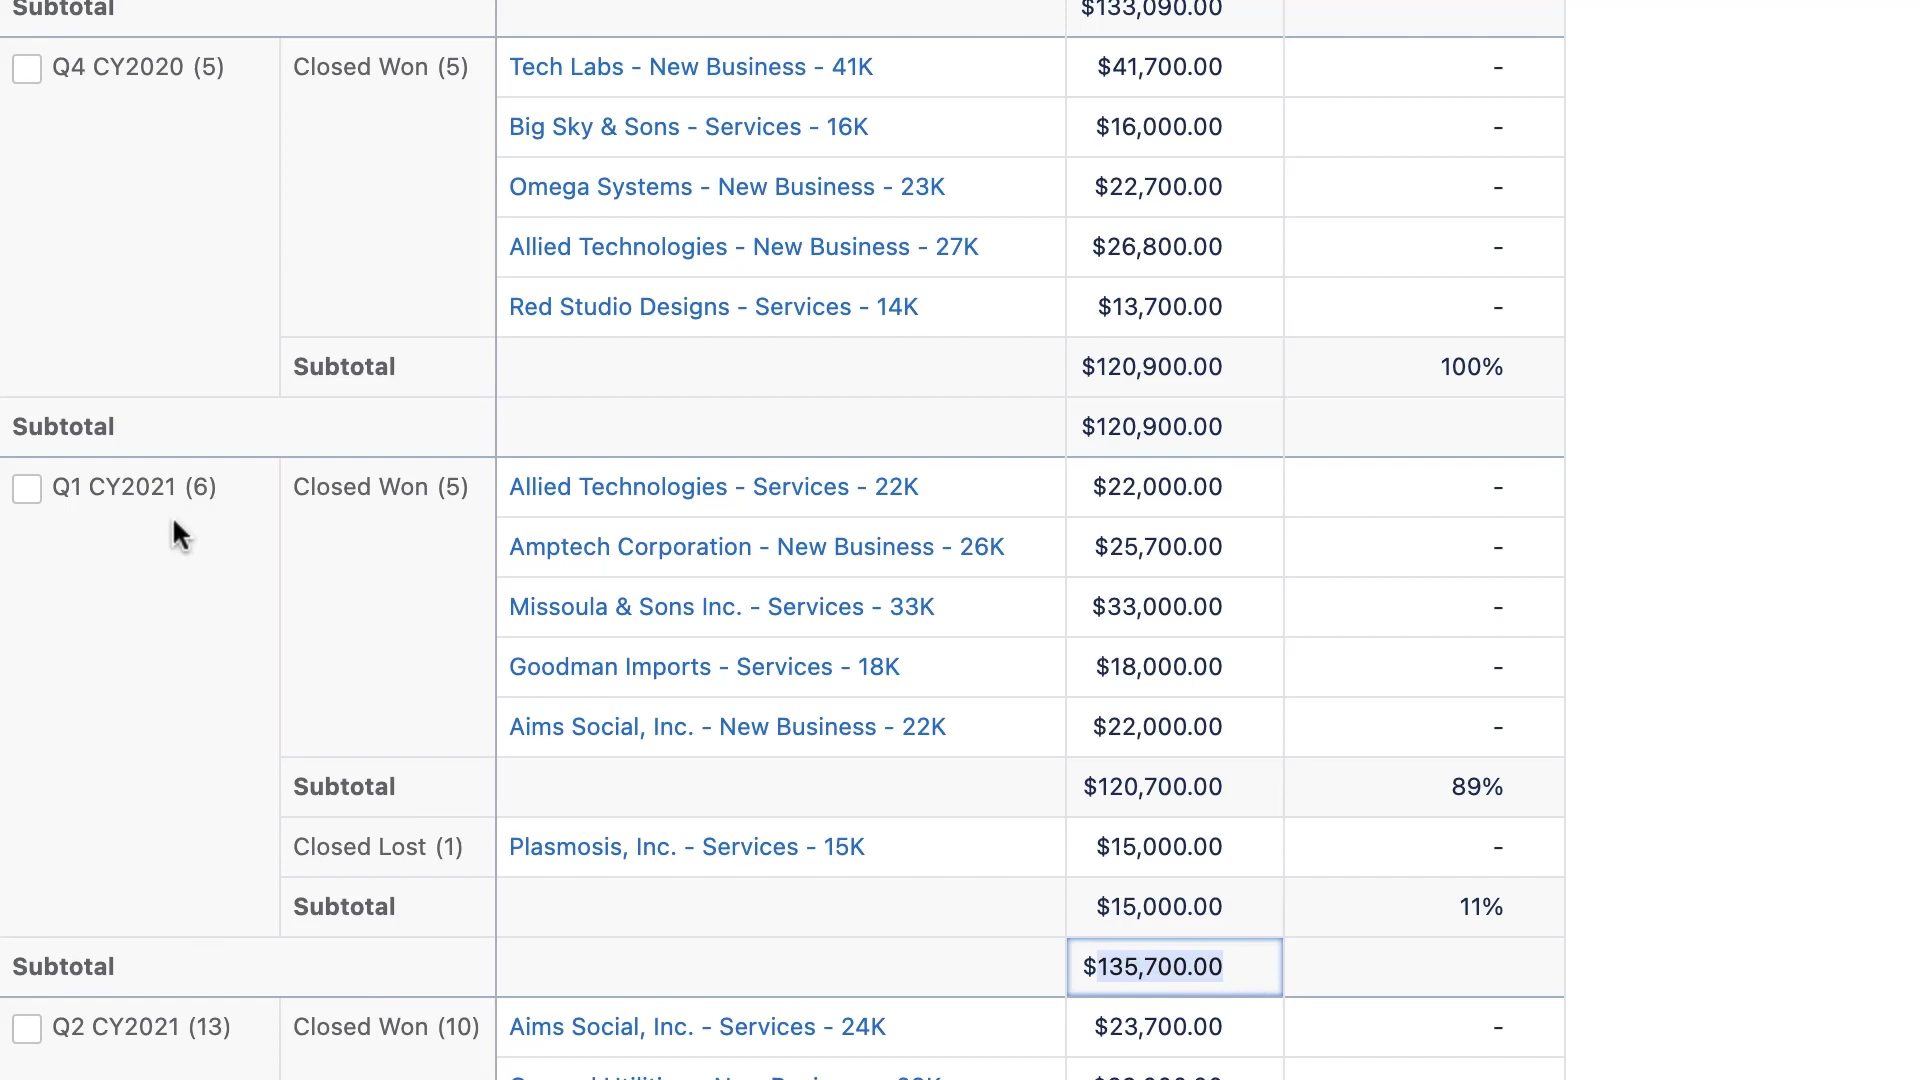 Subtotal $133,090.00
Q4 CY2020 (5) Closed Won (5) Tech Labs - New Business - 41K $41,700.00 -
Big Sky & Sons - Services - 16K $16,000.00 -
Omega Systems - New Business - 23K $22,700.00 -
Allied Technologies - New Business - 27K $26,800.00 -
Red Studio Designs - Services - 14K $13,700.00 -
Subtotal $120,900.00 100%
Subtotal $120,900.00
Q1 CY2021 (6) Closed Won (5) Allied Technologies - Services - 22K $22,000.00 -
Amptech Corporation - New Business - 26K $25,700.00 -
Missoula & Sons Inc. - Services - 33K $33,000.00 -
Goodman Imports - Services - 18K $18,000.00 -
Aims Social, Inc. - New Business - 22K $22,000.00 -
Subtotal $120,700.00 89%
Closed Lost (1) Plasmosis, Inc. - Services - 15K $15,000.00 -
Subtotal $15,000.00 11%
Subtotal $135,700.00
Q2 CY2021 (13) Closed Won (10) Aims Social, Inc. - Services - 24K $23,700.00 -